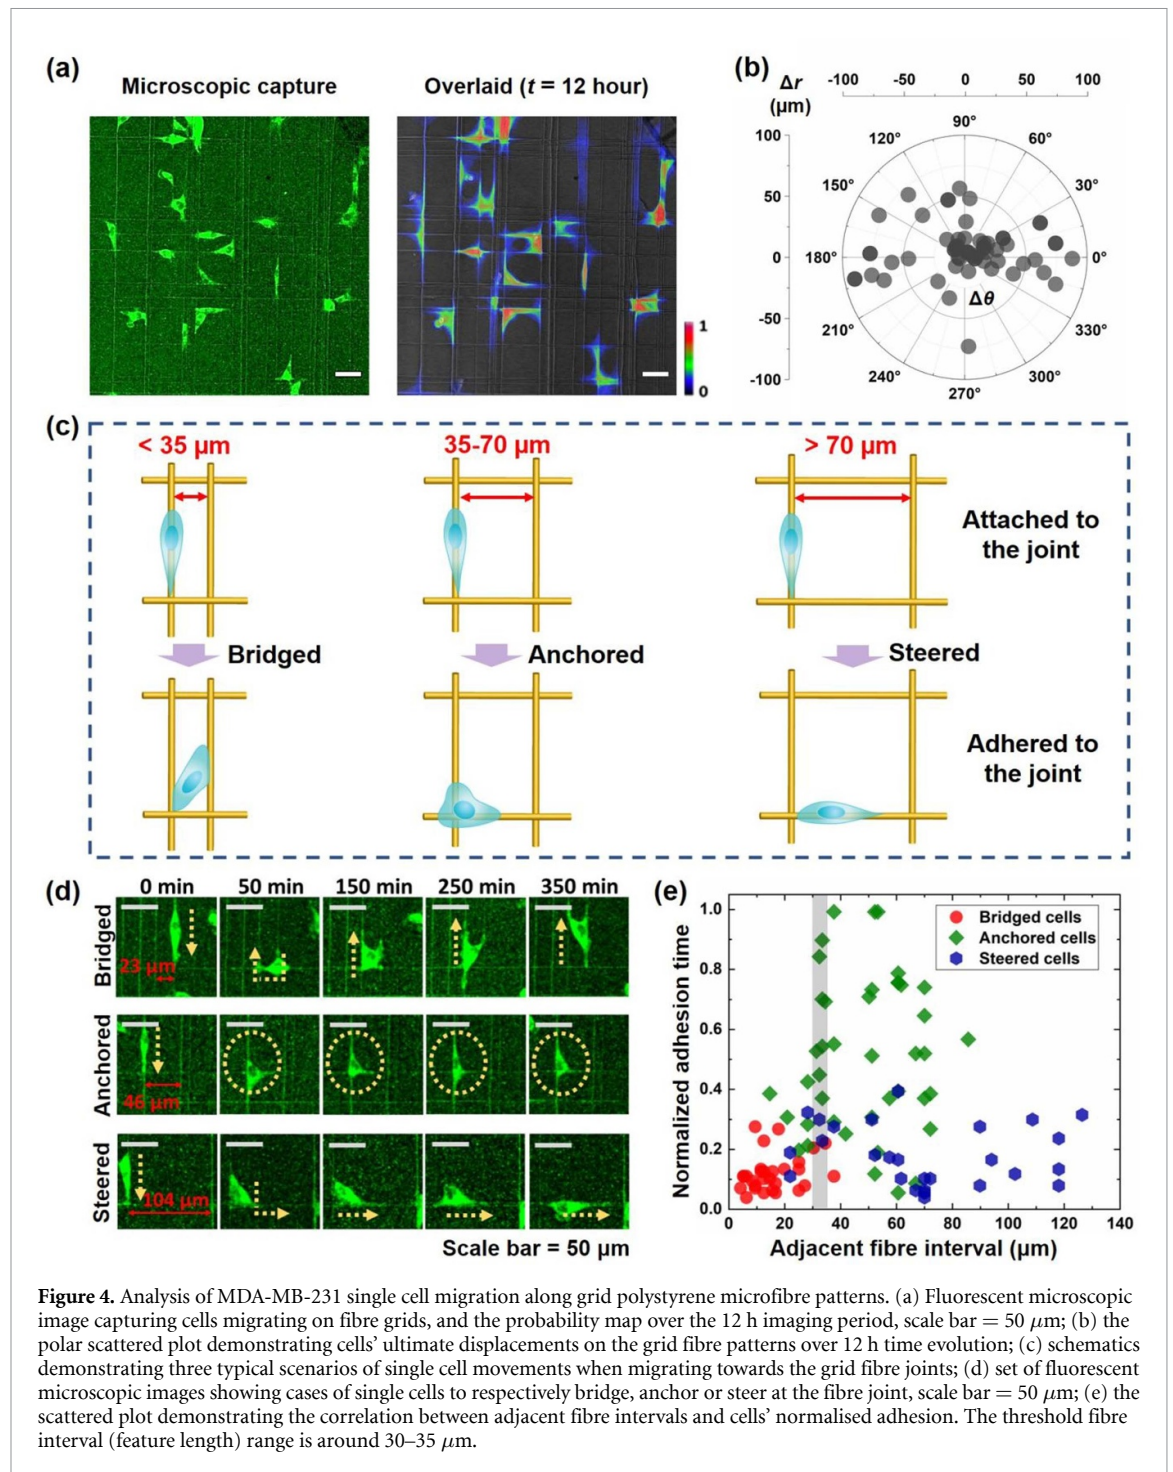 (a)
Microscopic capture
Overlaid (t = 12 hour)
1
0
(b)
Δr
(µm)
-100 -50 0 50 100
100
50
0
-50
-100
90°
120° 60°
150° 30°
180° 0°
Δθ
210° 330°
240° 300°
270°
(c)
< 35 µm 35-70 µm > 70 µm
Attached to
the joint
Bridged Anchored Steered
Adhered to
the joint
(d)
0 min 50 min 150 min 250 min 350 min
Bridged
23 µm
Anchored
46 µm
Steered
104 µm
Scale bar = 50 µm
(e)
Normalized adhesion time
1.0
0.8
0.6
0.4
0.2
0.0
Bridged cells
Anchored cells
Steered cells
0 20 40 60 80 100 120 140
Adjacent fibre interval (µm)
Figure 4. Analysis of MDA-MB-231 single cell migration along grid polystyrene microfibre patterns. (a) Fluorescent microscopic
image capturing cells migrating on fibre grids, and the probability map over the 12 h imaging period, scale bar = 50 µm; (b) the
polar scattered plot demonstrating cells’ ultimate displacements on the grid fibre patterns over 12 h time evolution; (c) schematics
demonstrating three typical scenarios of single cell movements when migrating towards the grid fibre joints; (d) set of fluorescent
microscopic images showing cases of single cells to respectively bridge, anchor or steer at the fibre joint, scale bar = 50 µm; (e) the
scattered plot demonstrating the correlation between adjacent fibre intervals and cells’ normalised adhesion. The threshold fibre
interval (feature length) range is around 30–35 µm.